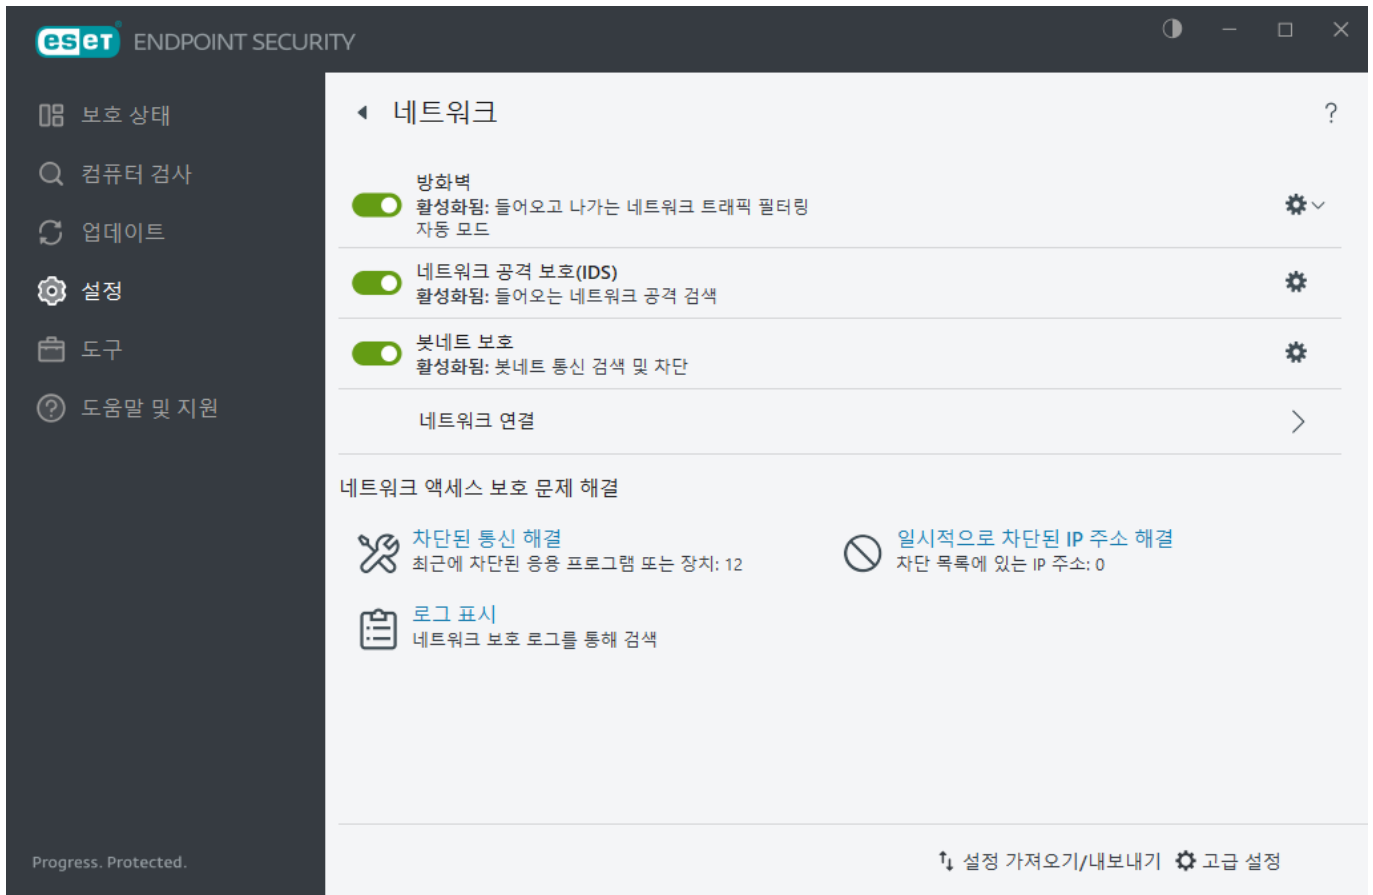 eset ENDPOINT SECURITY
보호 상태
컴퓨터 검사
업데이트
설정
도구
도움말 및 지원
Progress. Protected.
네트워크
?
방화벽
활성화됨: 들어오고 나가는 네트워크 트래픽 필터링
자동 모드
네트워크 공격 보호(IDS)
활성화됨: 들어오는 네트워크 공격 검색
봇네트 보호
활성화됨: 봇네트 통신 검색 및 차단
네트워크 연결
네트워크 액세스 보호 문제 해결
차단된 통신 해결
최근에 차단된 응용 프로그램 또는 장치: 12
일시적으로 차단된 IP 주소 해결
차단 목록에 있는 IP 주소: 0
로그 표시
네트워크 보호 로그를 통해 검색
설정 가져오기/내보내기
고급 설정